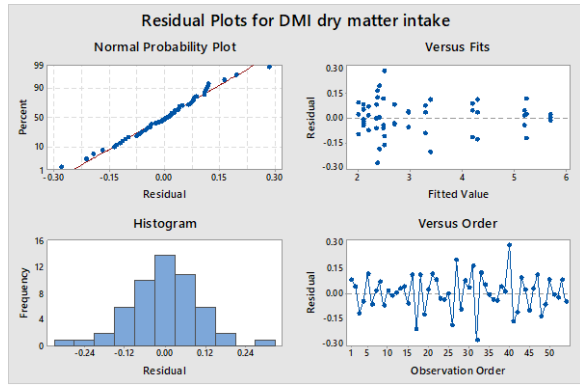 Residual Plots for DMI dry matter intake
Normal Probability Plot
Versus Fits
99
90
50
10
1
Percent
-0.30 -0.15 0.00 0.15 0.30
Residual
0.30
0.15
0.00
-0.15
-0.30
Residual
2 3 4 5 6
Fitted Value
Histogram
Versus Order
16
12
8
4
0
Frequency
-0.24 -0.12 0.00 0.12 0.24
Residual
0.30
0.15
0.00
-0.15
-0.30
Residual
1 5 10 15 20 25 30 35 40 45 50
Observation Order